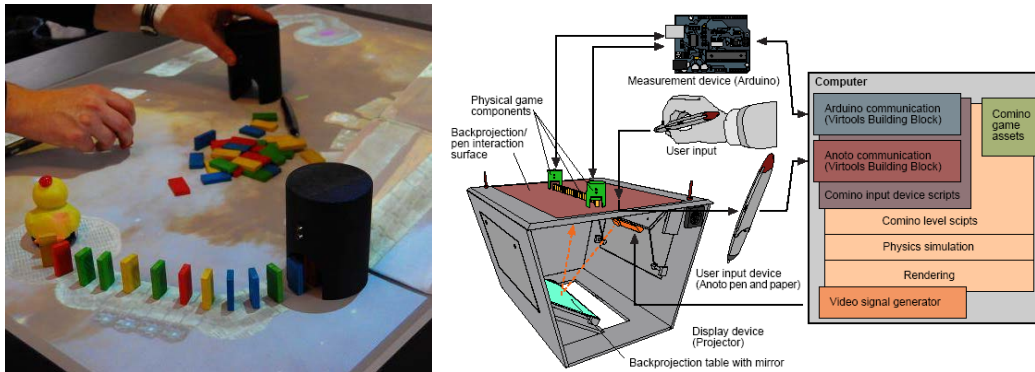 Measurement device (Arduino)
Physical game
components
Backprojection/
pen interaction
surface
User input
User input device
(Anoto pen and paper)
Display device
(Projector)
Backprojection table with mirror
Computer
Arduino communication
(Virtools Building Block)
Comino
game
assets
Anoto communication
(Virtools Building Block)
Comino input device scripts
Comino level scipts
Physics simulation
Rendering
Video signal generator